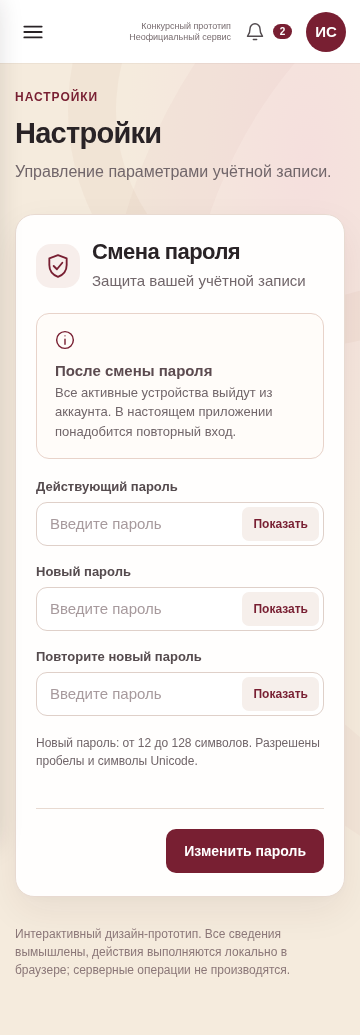 Конкурсный прототип
Неофициальный сервис
2
ИС
НАСТРОЙКИ
Настройки
Управление параметрами учётной записи.
Смена пароля
Защита вашей учётной записи
После смены пароля
Все активные устройства выйдут из
аккаунта. В настоящем приложении
понадобится повторный вход.
Действующий пароль
Введите пароль
Показать
Новый пароль
Введите пароль
Показать
Повторите новый пароль
Введите пароль
Показать
Новый пароль: от 12 до 128 символов. Разрешены
пробелы и символы Unicode.
Изменить пароль
Интерактивный дизайн-прототип. Все сведения
вымышлены, действия выполняются локально в
браузере; серверные операции не производятся.